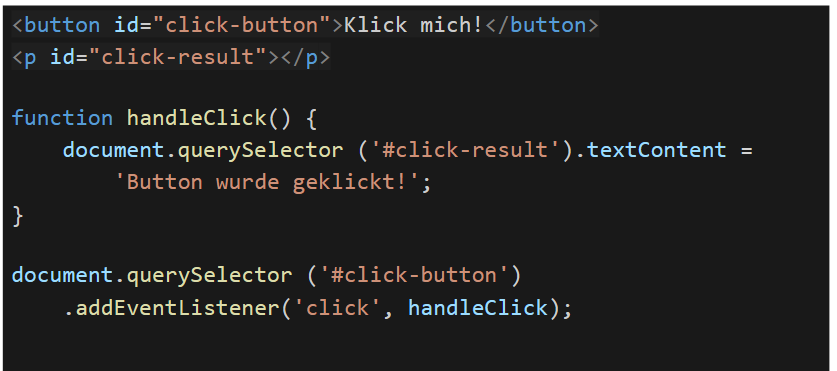 <button id="click-button">Klick mich!</button>
<p id="click-result"></p>

function handleClick() {
    document.querySelector ('#click-result').textContent =
        'Button wurde geklickt!';
}

document.querySelector ('#click-button')
    .addEventListener('click', handleClick);